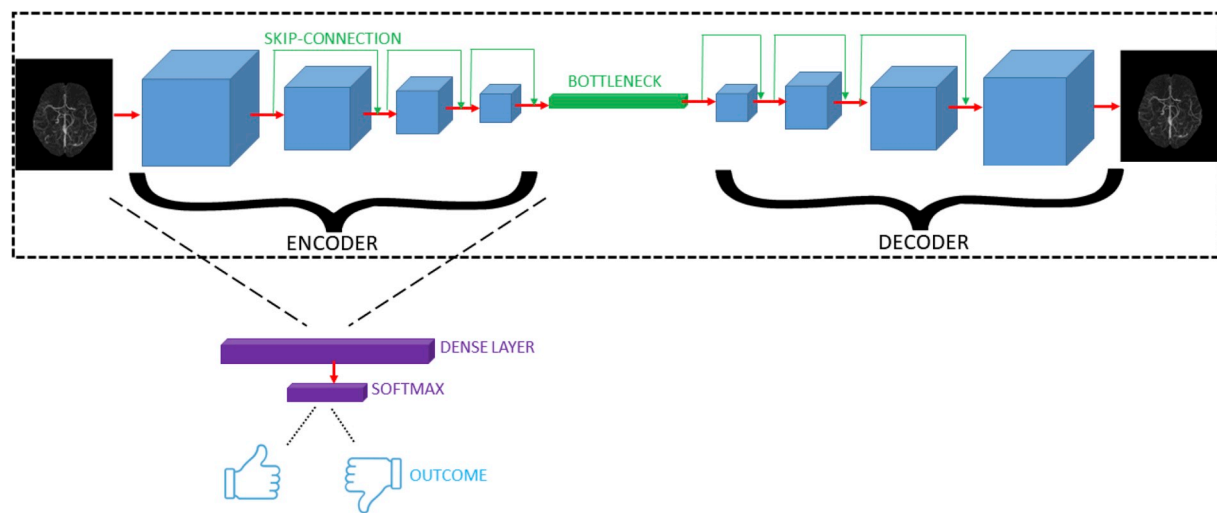 SKIP-CONNECTION
BOTTLENECK
ENCODER
DECODER
DENSE LAYER
SOFTMAX
OUTCOME